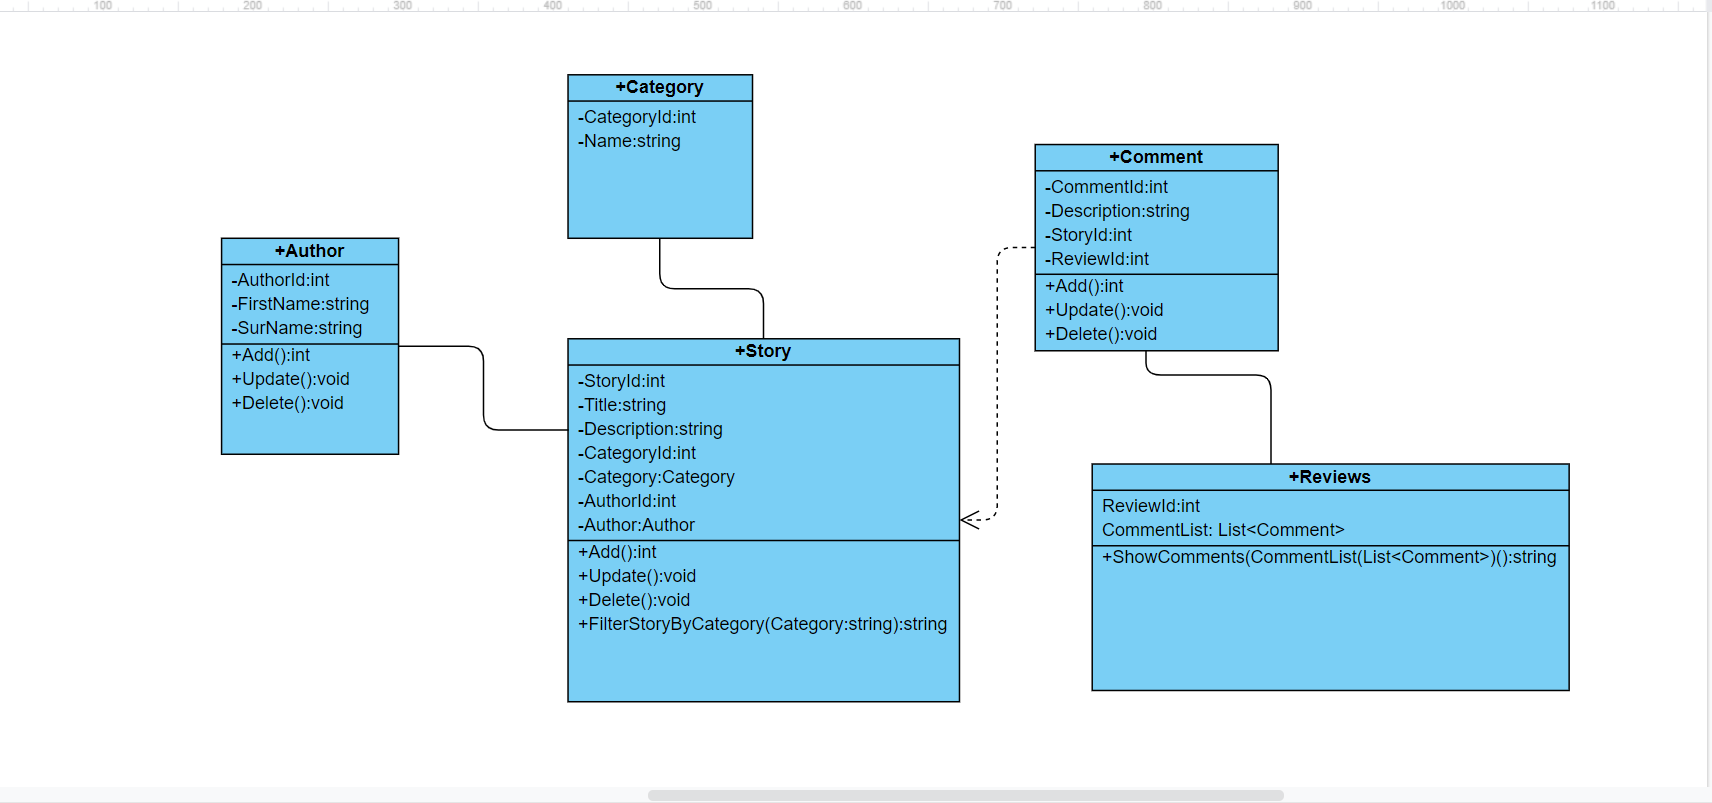 100 200 300 400 500 600 700 800 900 1000 1100
+Category
-CategoryId:int
-Name:string
+Comment
-CommentId:int
-Description:string
-StoryId:int
-ReviewId:int
+Add():int
+Update():void
+Delete():void
+Author
-AuthorId:int
-FirstName:string
-SurName:string
+Add():int
+Update():void
+Delete():void
+Story
-StoryId:int
-Title:string
-Description:string
-CategoryId:int
-Category:Category
-AuthorId:int
-Author:Author
+Add():int
+Update():void
+Delete():void
+FilterStoryByCategory(Category:string):string
+Reviews
ReviewId:int
CommentList: List<Comment>
+ShowComments(CommentList(List<Comment>)():string